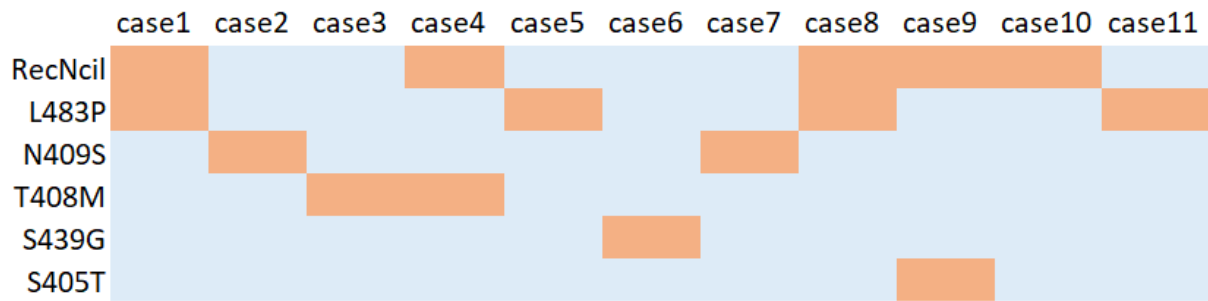 case1 case2 case3 case4 case5 case6 case7 case8 case9 case10 case11
RecNcil
L483P
N409S
T408M
S439G
S405T